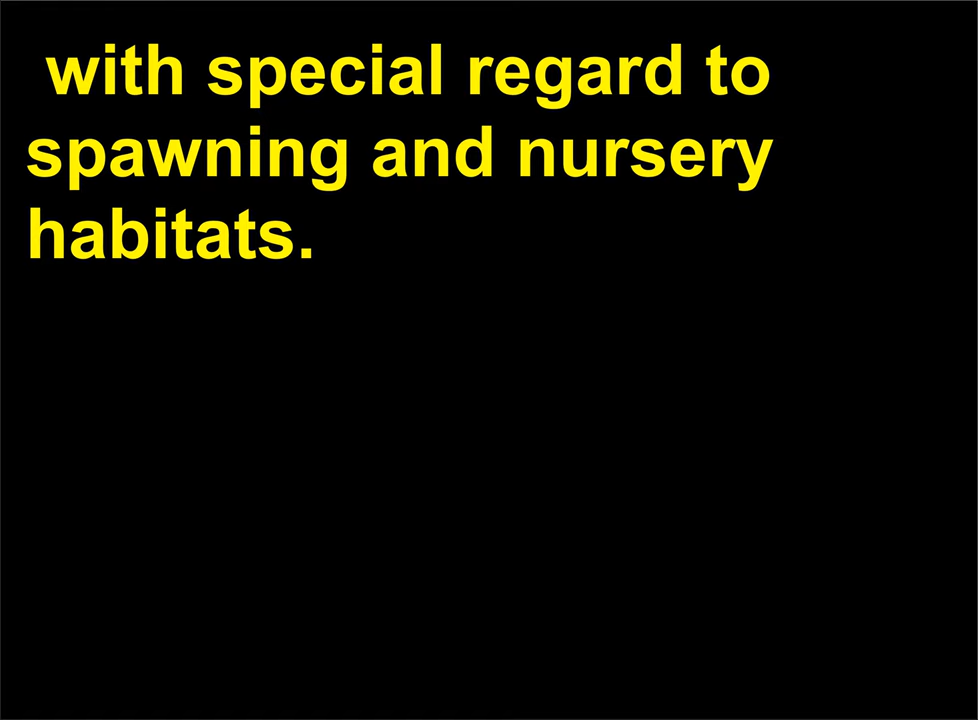 with special regard to
spawning and nursery
habitats.